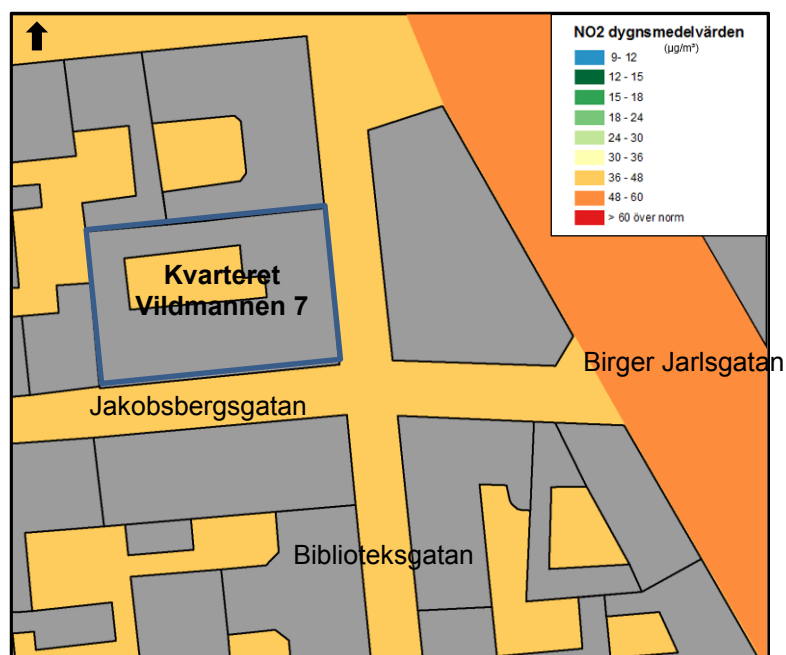 NO2 dygnsmedelvärden
(µg/m³)
9- 12
12 - 15
15 - 18
18 - 24
24 - 30
30 - 36
36 - 48
48 - 60
> 60 över norm
Kvarteret
Vildmannen 7
Birger Jarlsgatan
Jakobsbergsgatan
Biblioteksgatan